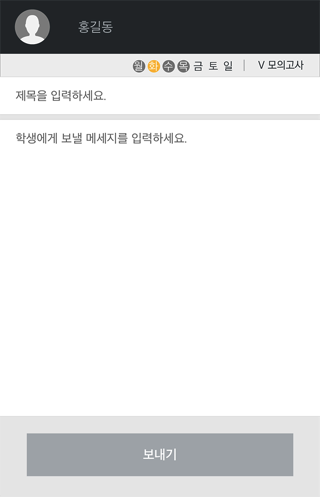 홍길동
월 화 수 목 금 토 일 | V 모의고사
제목을 입력하세요.
학생에게 보낼 메세지를 입력하세요.
보내기